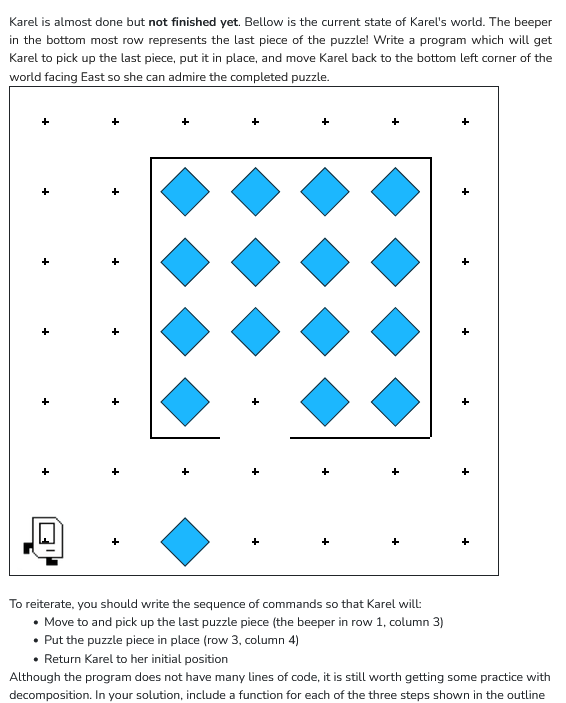 Karel is almost done but not finished yet. Bellow is the current state of Karel's world. The beeper
in the bottom most row represents the last piece of the puzzle! Write a program which will get
Karel to pick up the last piece, put it in place, and move Karel back to the bottom left corner of the
world facing East so she can admire the completed puzzle.
To reiterate, you should write the sequence of commands so that Karel will:
• Move to and pick up the last puzzle piece (the beeper in row 1, column 3)
• Put the puzzle piece in place (row 3, column 4)
• Return Karel to her initial position
Although the program does not have many lines of code, it is still worth getting some practice with
decomposition. In your solution, include a function for each of the three steps shown in the outline